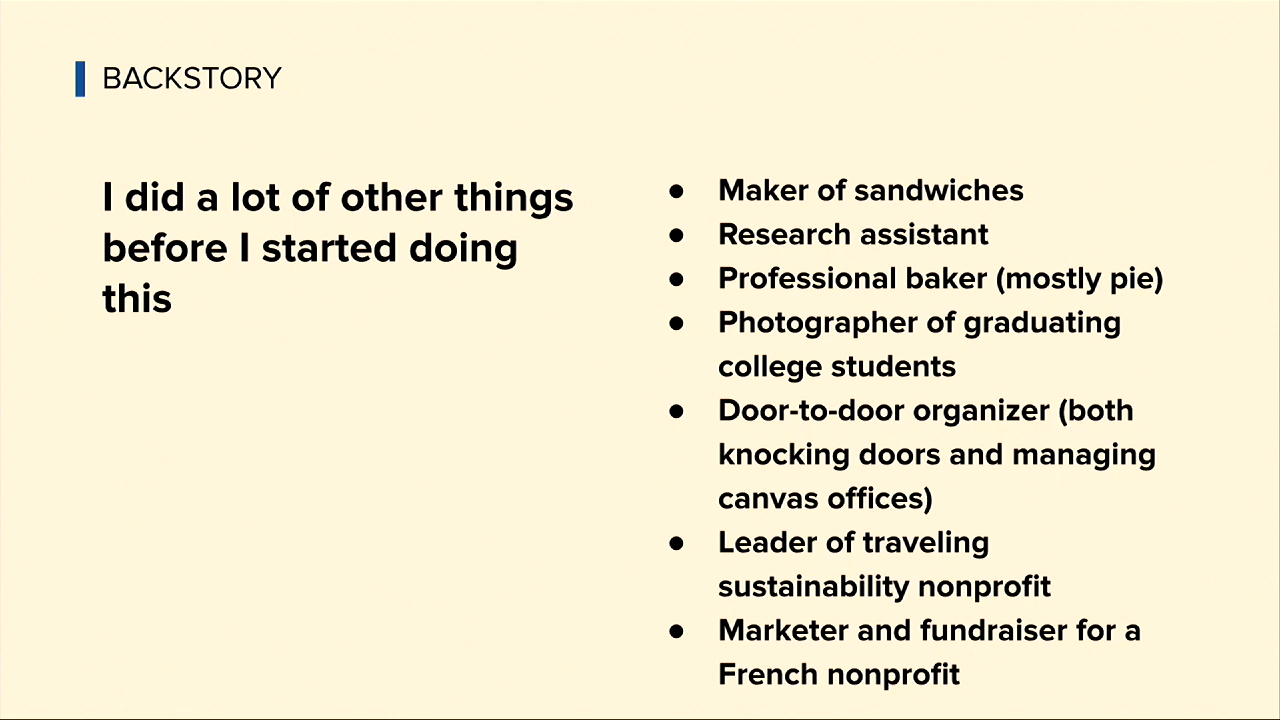 BACKSTORY
I did a lot of other things
before I started doing
this
● Maker of sandwiches
● Research assistant
● Professional baker (mostly pie)
● Photographer of graduating
college students
● Door-to-door organizer (both
knocking doors and managing
canvas offices)
● Leader of traveling
sustainability nonprofit
● Marketer and fundraiser for a
French nonprofit